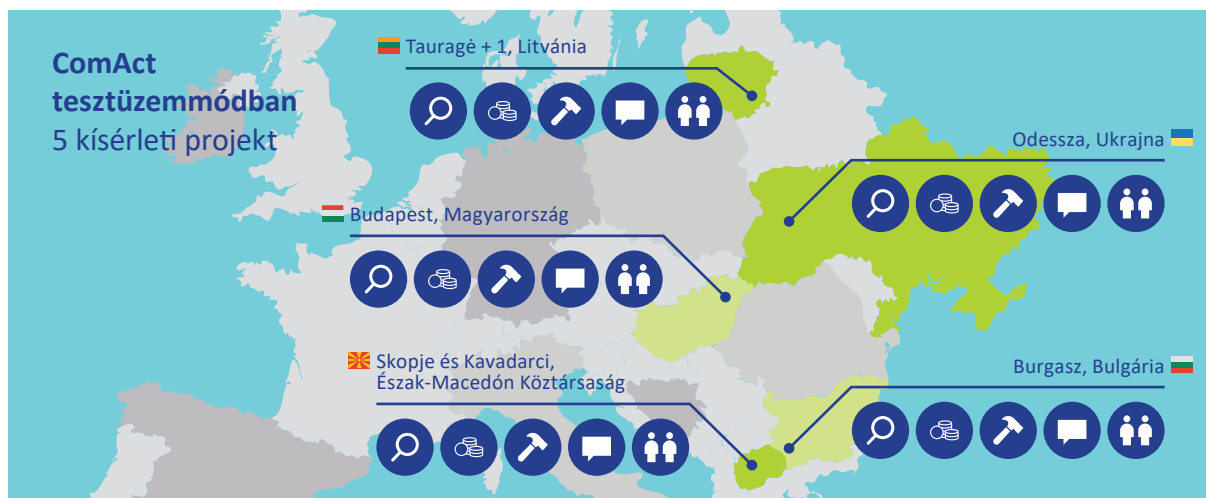 ComAct
tesztüzemmódban
5 kísérleti projekt
Tauragė + 1, Litvánia
Odessza, Ukrajna
Budapest, Magyarország
Skopje és Kavadarci,
Észak-Macedón Köztársaság
Burgasz, Bulgária